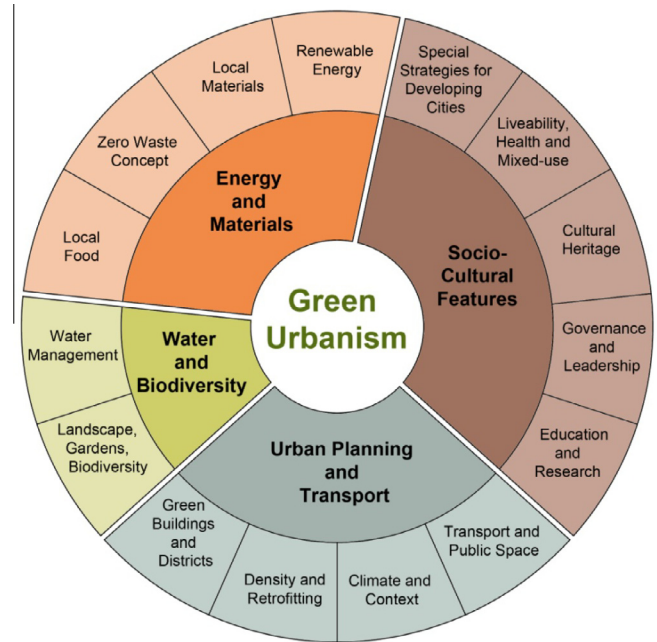 Green
Urbanism
Energy
and
Materials
Local
Food
Zero Waste
Concept
Local
Materials
Renewable
Energy
Socio-
Cultural
Features
Special
Strategies for
Developing
Cities
Liveability,
Health and
Mixed-use
Cultural
Heritage
Governance
and
Leadership
Education
and
Research
Urban Planning
and
Transport
Transport and
Public Space
Climate and
Context
Density and
Retrofitting
Green
Buildings
and
Districts
Water
and
Biodiversity
Landscape,
Gardens,
Biodiversity
Water
Management